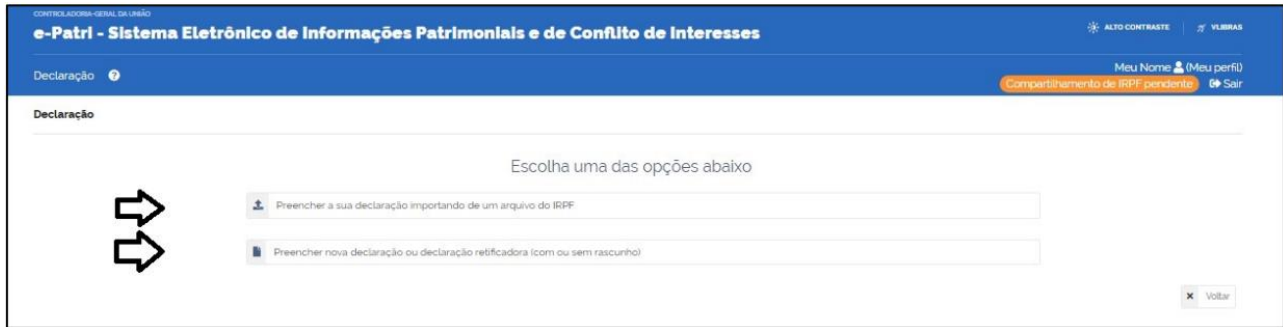 CONTROLADORIA-GERAL DA UNIÃO
e-Patri - Sistema Eletrônico de Informações Patrimoniais e de Conflito de Interesses
ALTO CONTRASTE
VLIBRAS
Declaração ?
Meu Nome (Meu perfil)
Compartilhamento de IRPF pendente
Sair
Declaração
Escolha uma das opções abaixo
Preencher a sua declaração importando de um arquivo do IRPF
Preencher nova declaração ou declaração retificadora (com ou sem rascunho)
Voltar